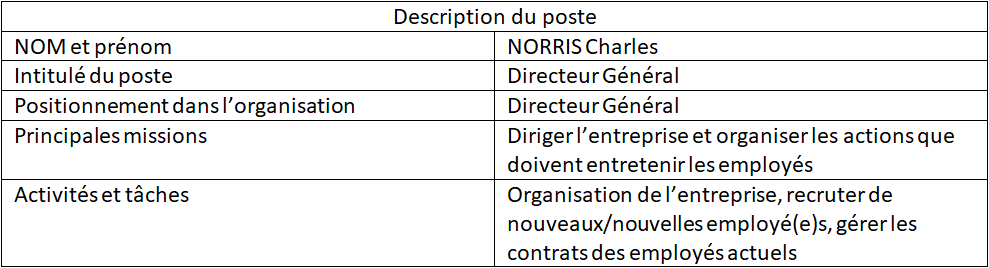 Description du poste
NOM et prénom
NORRIS Charles
Intitulé du poste
Directeur Général
Positionnement dans l'organisation
Directeur Général
Principales missions
Diriger l'entreprise et organiser les actions que
doivent entretenir les employés
Activités et tâches
Organisation de l'entreprise, recruter de
nouveaux/nouvelles employé(e)s, gérer les
contrats des employés actuels